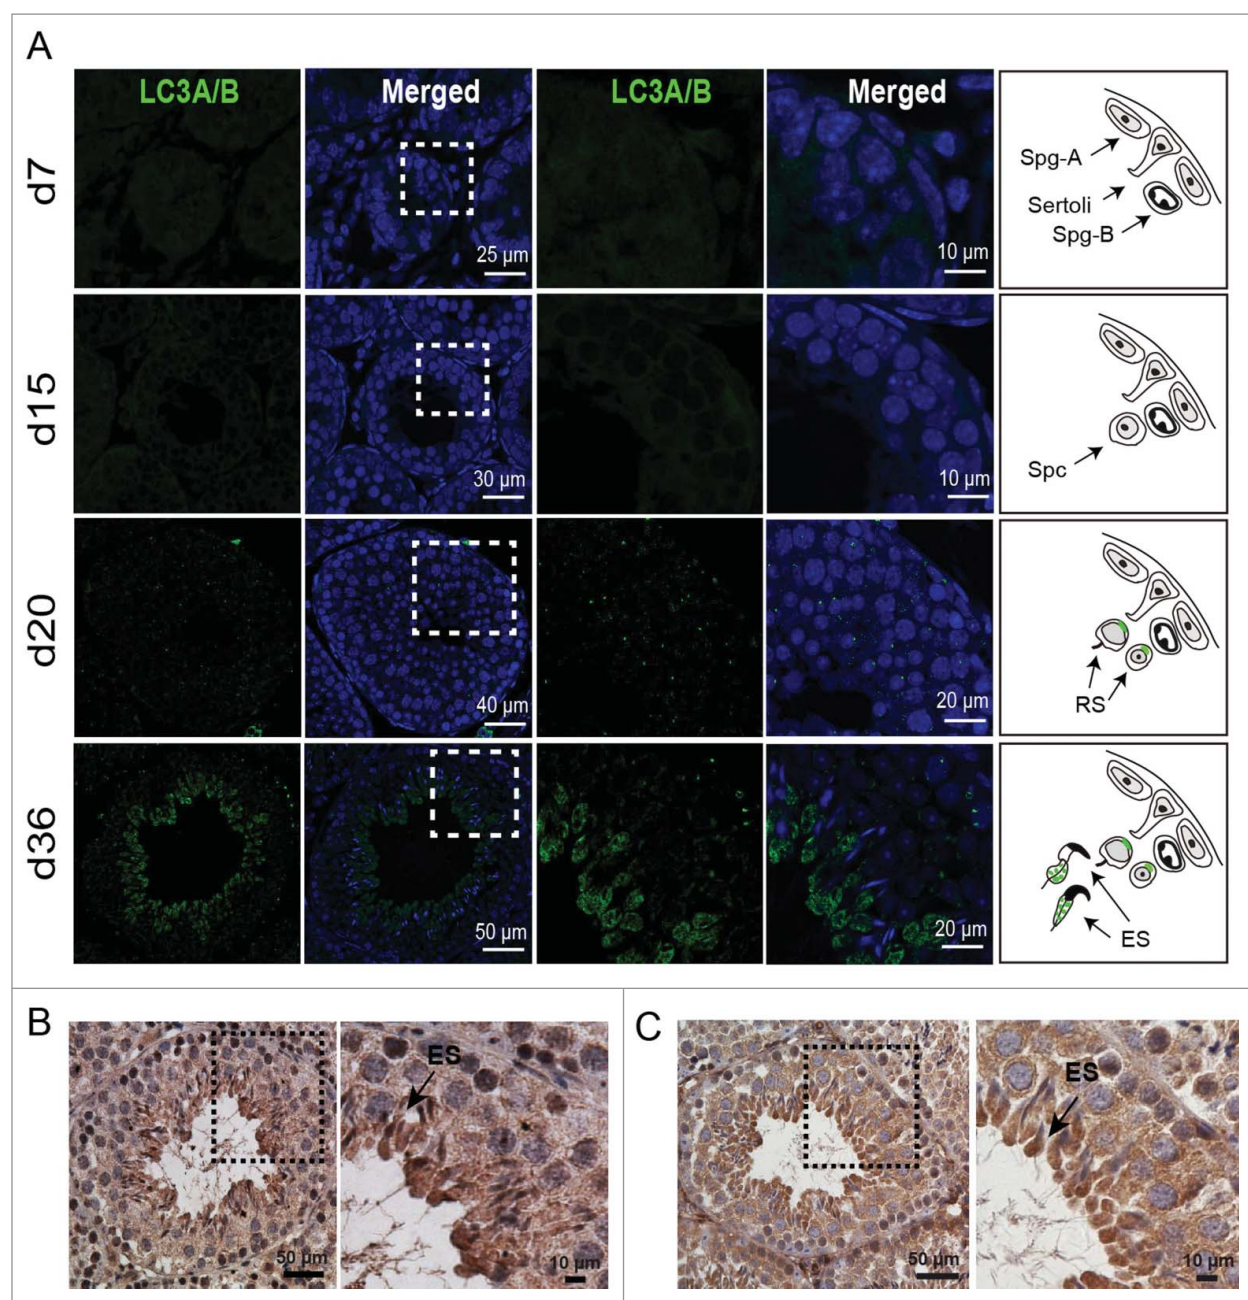 A
LC3A/B
Merged
LC3A/B
Merged
d7
25 µm
10 µm
Spg-A
Sertoli
Spg-B
d15
30 µm
10 µm
Spc
d20
40 µm
20 µm
RS
d36
50 µm
20 µm
ES
B
ES
50 µm
10 µm
C
ES
50 µm
10 µm